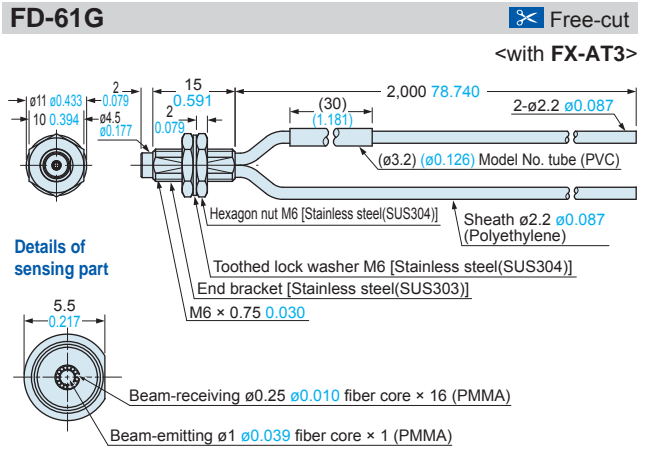 FD-61G
Free-cut
<with FX-AT3>
2
0.079
15
0.591
2,000 78.740
ø11 ø0.433
10 0.394
ø4.5
ø0.177
2
0.079
(30)
(1.181)
2-ø2.2 ø0.087
(ø3.2) (ø0.126) Model No. tube (PVC)
Hexagon nut M6 [Stainless steel(SUS304)]
Sheath ø2.2 ø0.087
(Polyethylene)
Details of
sensing part
Toothed lock washer M6 [Stainless steel(SUS304)]
End bracket [Stainless steel(SUS303)]
M6 × 0.75 0.030
5.5
0.217
Beam-receiving ø0.25 ø0.010 fiber core × 16 (PMMA)
Beam-emitting ø1 ø0.039 fiber core × 1 (PMMA)